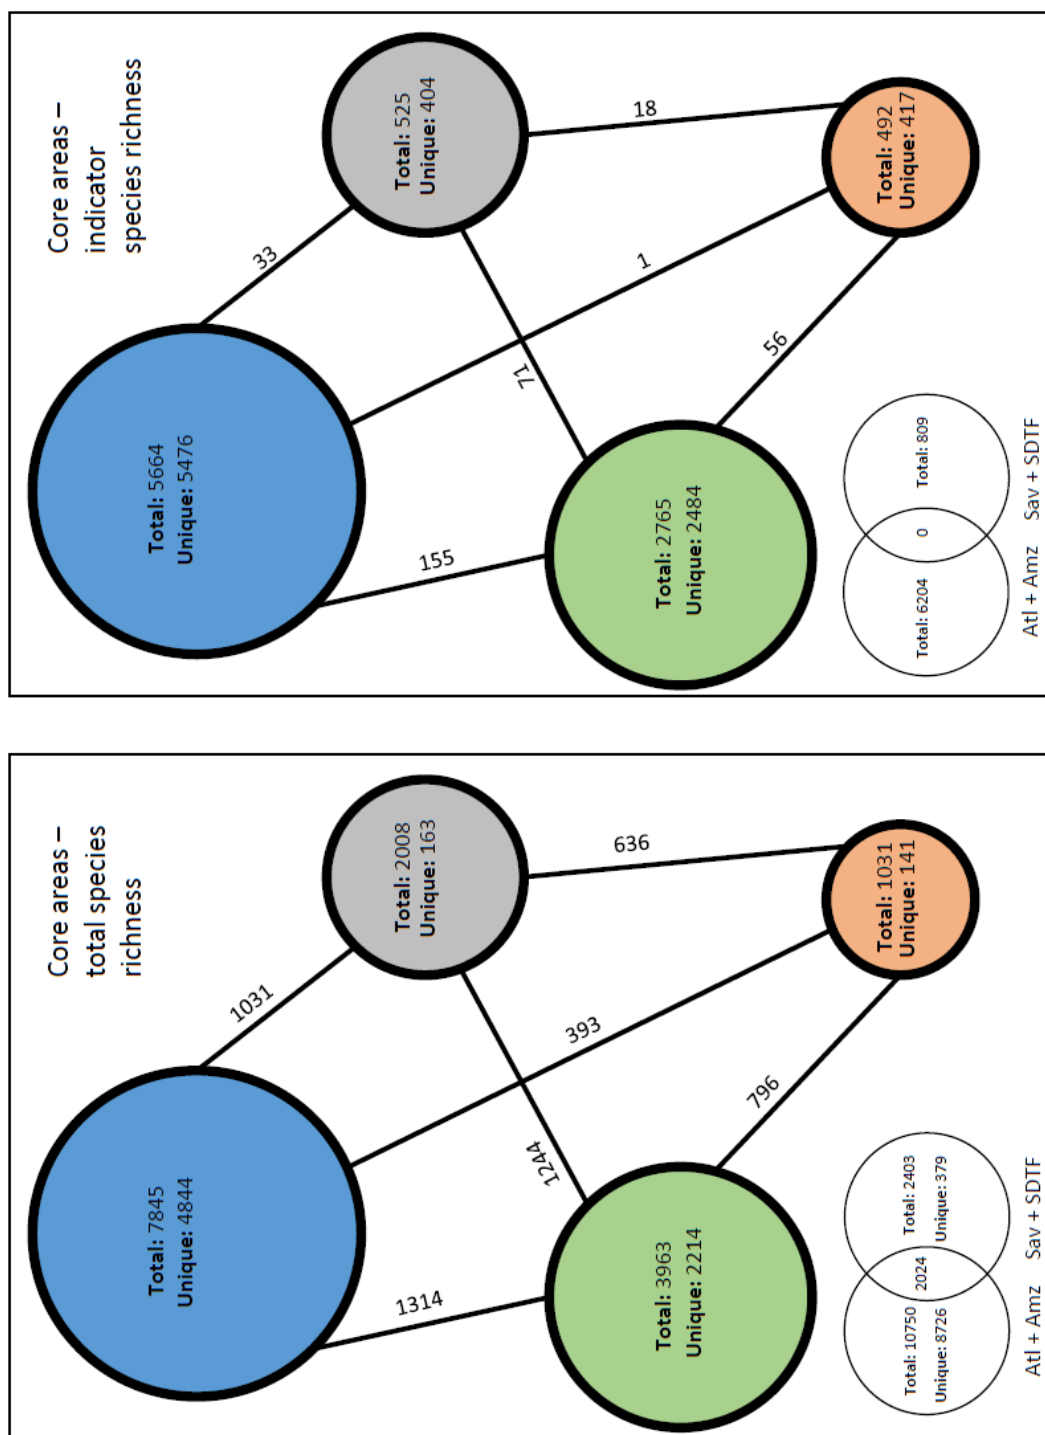 Core areas –
total species
richness
Total: 7845
Unique: 4844
1031
Total: 2008
Unique: 163
1314
393
636
1244
Total: 3963
Unique: 2214
796
Total: 1031
Unique: 141
Total: 10750
Unique: 8726
2024
Total: 2403
Unique: 379
Atl + Amz
Sav + SDTF
Core areas –
indicator
species richness
Total: 5664
Unique: 5476
33
Total: 525
Unique: 404
155
1
18
71
Total: 2765
Unique: 2484
56
Total: 492
Unique: 417
Total: 6204
0
Total: 809
Atl + Amz
Sav + SDTF